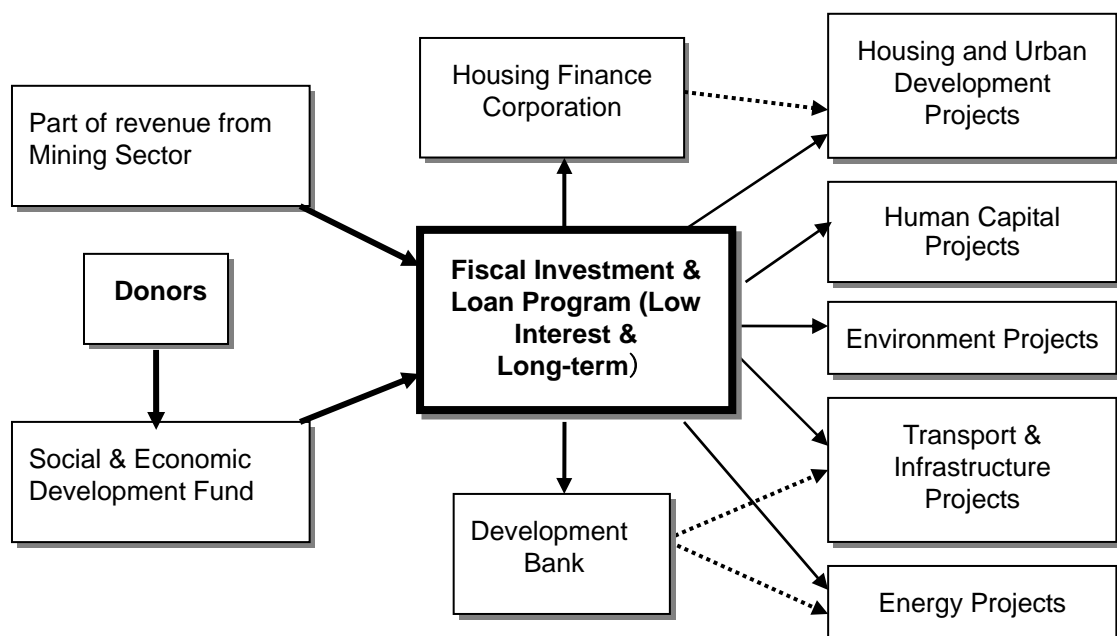 Part of revenue from
Mining Sector
Donors
Social & Economic
Development Fund
Housing Finance
Corporation
Fiscal Investment &
Loan Program (Low
Interest &
Long-term）
Development
Bank
Housing and Urban
Development
Projects
Human Capital
Projects
Environment Projects
Transport &
Infrastructure
Projects
Energy Projects